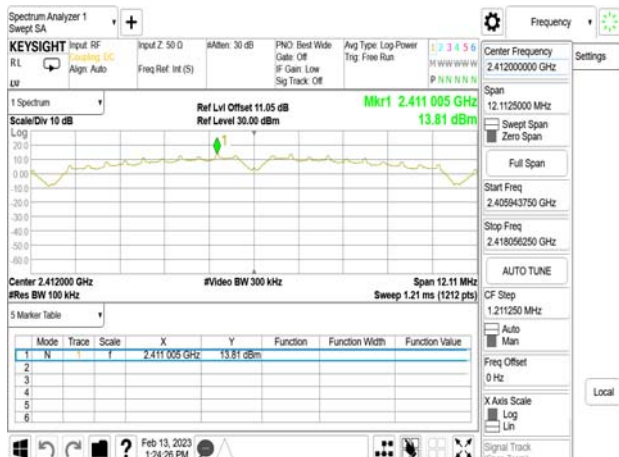 Spectrum Analyzer 1
Swept SA
Frequency
KEYSIGHT
RL
Input: RF
Coupling: DC
Align: Auto
Input Z: 50 Ω
Freq Ref: Int (S)
#Atten: 30 dB
PNO: Best Wide
Gate: Off
IF Gain: Low
Sig Track: Off
Avg Type: Log-Power
Trig: Free Run
1 2 3 4 5 6
M W W W W W
P N N N N N
Center Frequency
2.412000000 GHz
Settings
Span
12.1125000 MHz
Swept Span
Zero Span
Full Span
Start Freq
2.405943750 GHz
Stop Freq
2.418056250 GHz
AUTO TUNE
CF Step
1.211250 MHz
Auto
Man
Freq Offset
0 Hz
X Axis Scale
Log
Lin
Local
Signal Track
1 Spectrum
Scale/Div 10 dB
Ref Lvl Offset 11.05 dB
Ref Level 30.00 dBm
Mkr1 2.411 005 GHz
13.81 dBm
Log
20.0
10.0
0.00
-10.0
-20.0
-30.0
-40.0
-50.0
-60.0
1
Center 2.412000 GHz
#Res BW 100 kHz
#Video BW 300 kHz
Span 12.11 MHz
Sweep 1.21 ms (1212 pts)
5 Marker Table
Mode Trace Scale X Y Function Function Width Function Value
1 N 1 f 2.411 005 GHz 13.81 dBm
2
3
4
5
6
Feb 13, 2023
1:24:26 PM